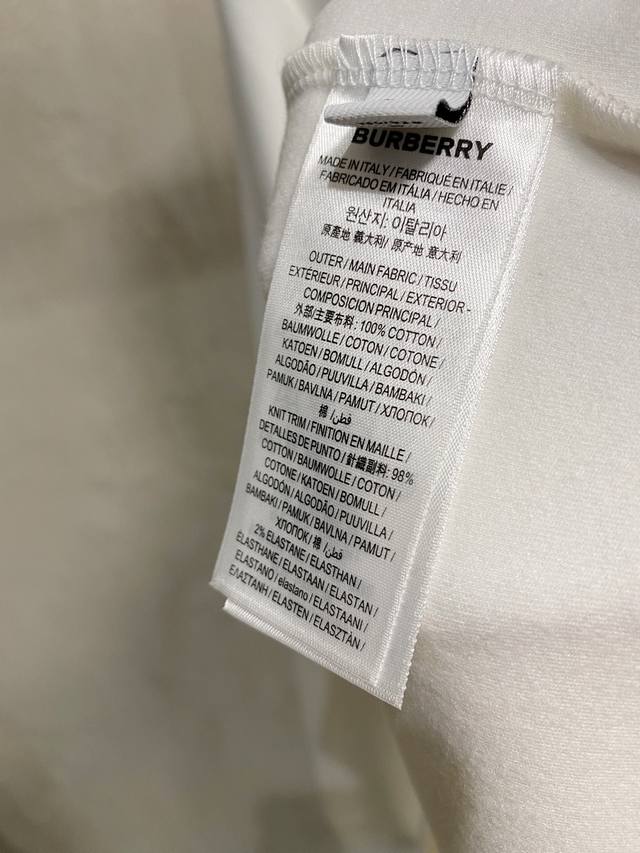 BURBERRY
MADE IN ITALY / FABRIQUÉ EN ITALIE /
FABRICADO EM ITÁLIA / HECHO EN
ITALIA
원산지: 이탈리아
原產地 義大利/ 原产地 意大利
OUTER / MAIN FABRIC / TISSU
EXTÉRIEUR / PRINCIPAL / EXTERIOR -
COMPOSICION PRINCIPAL /
外部/主要布料 : 100% COTTON /
BAUMWOLLE / COTON / COTONE /
KATOEN / BOMULL / ALGODÓN /
ALGODÃO / PUUVILLA / BAMBAKI /
PAMUK / BAVLNA / PAMUT / ХЛОПОК /
棉 /قطن
KNIT TRIM / FINITION EN MAILLE /
DETALLES DE PUNTO / 針織副料: 98%
COTTON / BAUMWOLLE / COTON /
COTONE / KATOEN / BOMULL /
ALGODÓN / ALGODÃO / PUUVILLA /
BAMBAKI / PAMUK / BAVLNA / PAMUT /
ХЛОПОК / 棉 /قطن
2% ELASTANE / ELASTHAN /
ÉLASTHANNE / ELASTAAN / ELASTAN /
ELASTANO / elastano / ELASTAANI /
ΕΛΑΣΤΑΝΗ / ELASTEN / ELASZTÁN /